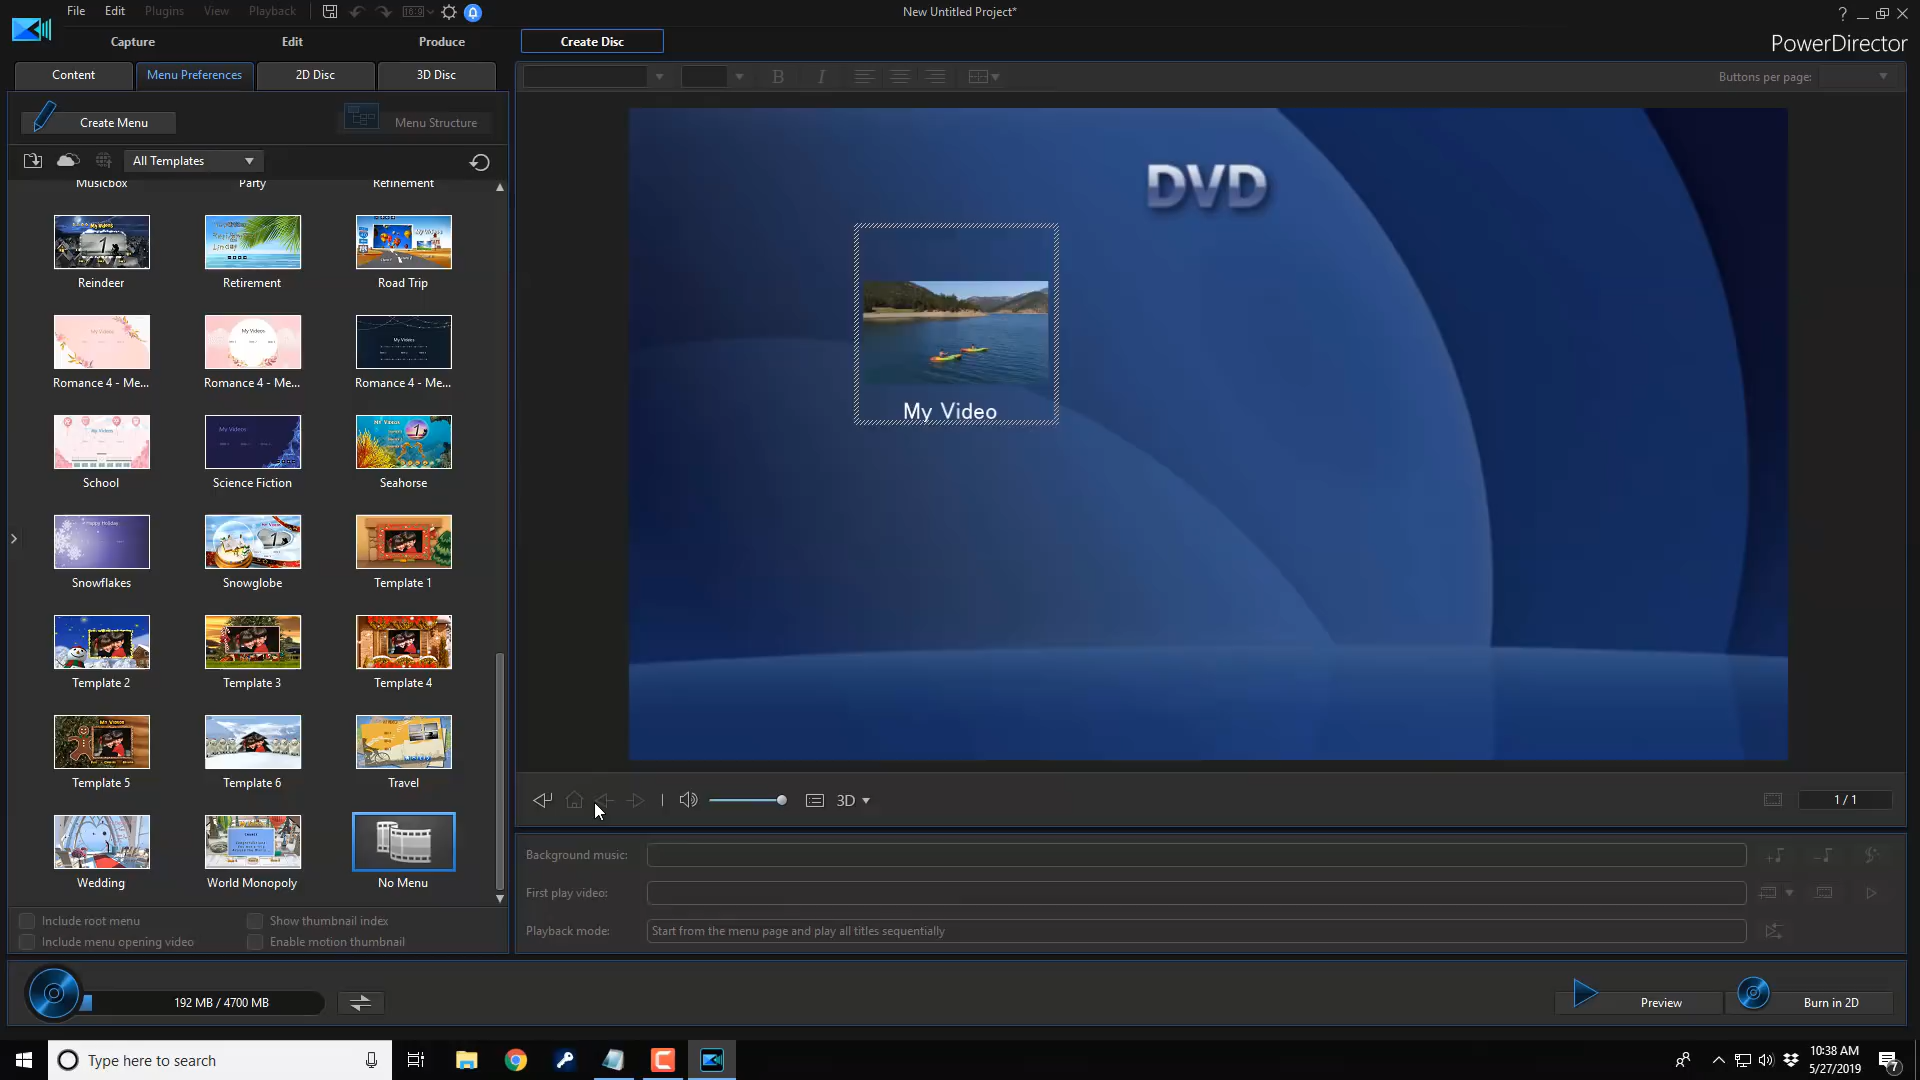 File Edit Plugins View Playback
New Untitled Project*
Capture Edit Produce Create Disc
PowerDirector
Content Menu Preferences 2D Disc 3D Disc
Buttons per page:
Create Menu Menu Structure
All Templates
Musicbox Party Refinement
Reindeer Retirement Road Trip
Romance 4 - Me... Romance 4 - Me... Romance 4 - Me...
School Science Fiction Seahorse
Snowflakes Snowglobe Template 1
Template 2 Template 3 Template 4
Template 5 Template 6 Travel
Wedding World Monopoly No Menu
Include root menu Show thumbnail index
Include menu opening video Enable motion thumbnail
DVD
My Video
3D
1 / 1
Background music:
First play video:
Playback mode: Start from the menu page and play all titles sequentially
192 MB / 4700 MB
Preview Burn in 2D
Type here to search
10:38 AM
5/27/2019
7